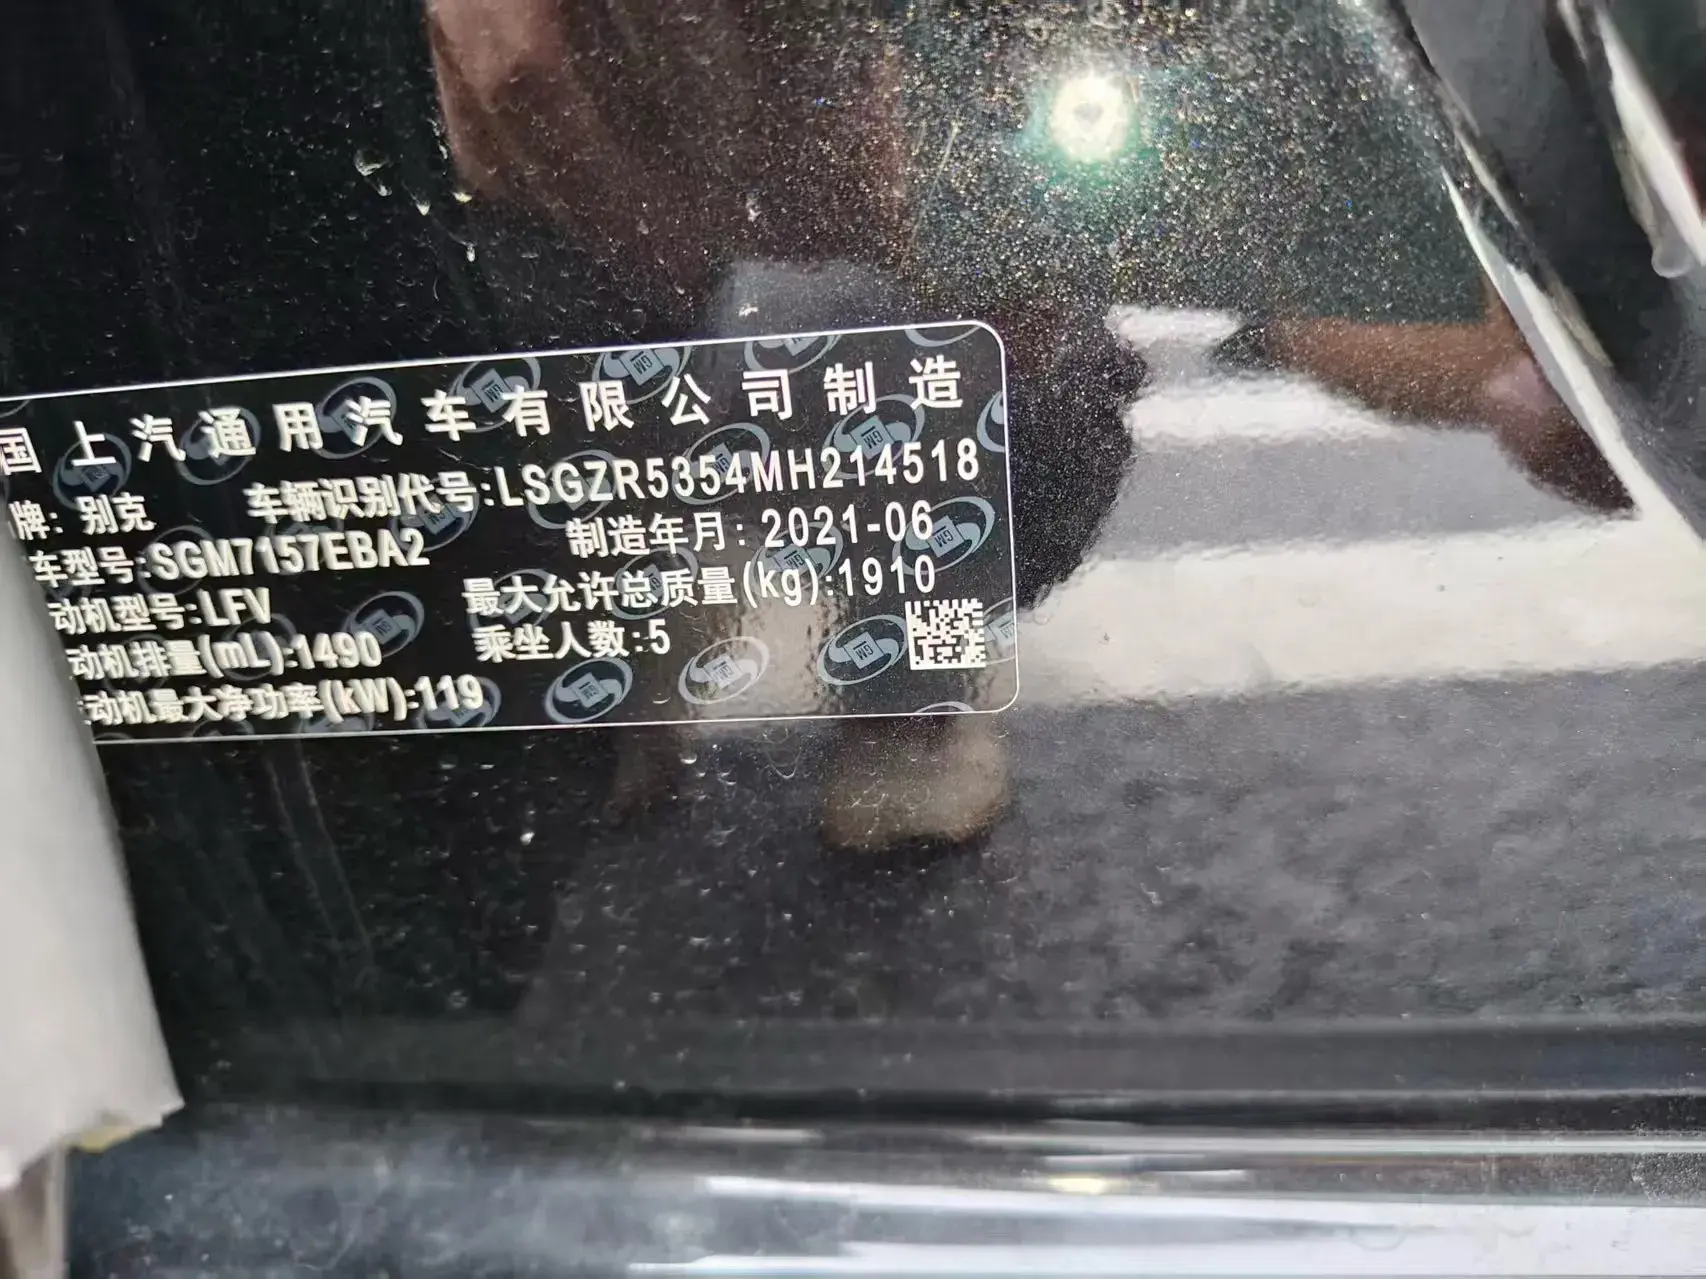 国上汽通用汽车有限公司制造
牌: 别克 车辆识别代号:LSGZR5354MH214518
车型号:SGM7157EBA2 制造年月: 2021-06
动机型号:LFV 最大允许总质量(kg):1910
动机排量(mL):1490 乘坐人数:5
动机最大净功率(kW):119